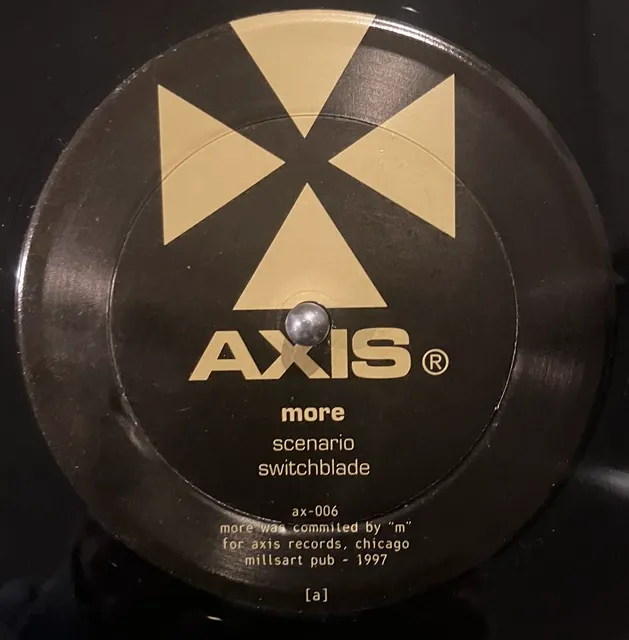 AXIS ®
more
scenario
switchblade
ax-006
more was commited by "m"
for axis records, chicago
millsart pub - 1997
[a]